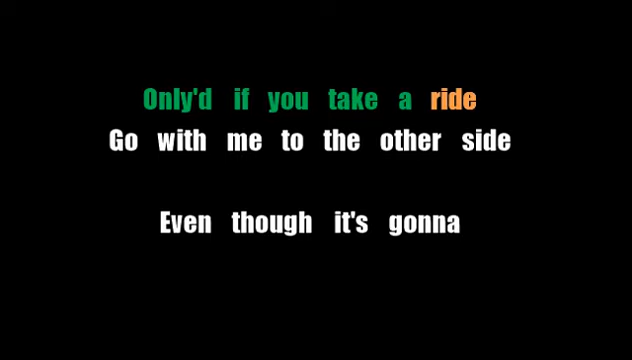 Only'd if you take a ride
Go with me to the other side
Even though it's gonna